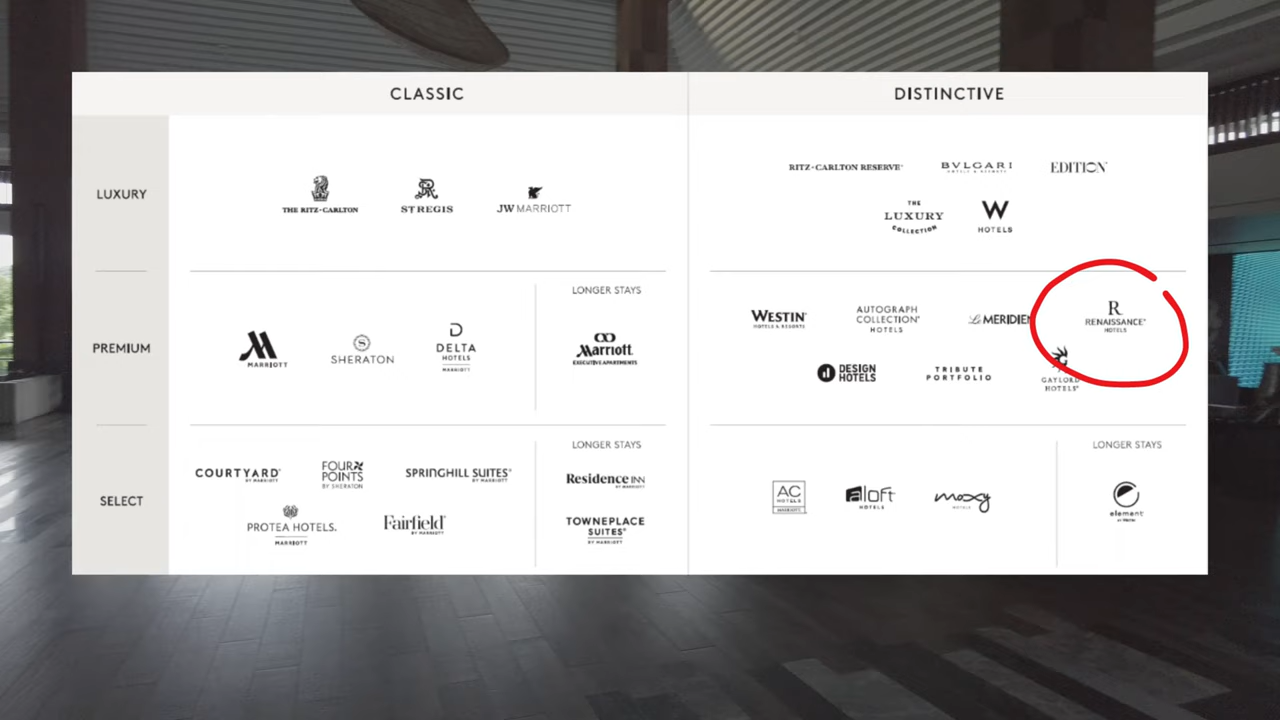 CLASSIC
DISTINCTIVE
LUXURY
THE RITZ-CARLTON
ST REGIS
JW MARRIOTT
RITZ-CARLTON RESERVE
BVLGARI
HOTELS & RESORTS
EDITION
THE
LUXURY
COLLECTION
W
HOTELS
PREMIUM
MARRIOTT
S
SHERATON
D
DELTA
HOTELS
MARRIOTT
LONGER STAYS
Marriott
EXECUTIVE APARTMENTS
WESTIN
HOTELS & RESORTS
AUTOGRAPH
COLLECTION
HOTELS
Le MERIDIEN
R
RENAISSANCE
HOTELS
DESIGN
HOTELS
TRIBUTE
PORTFOLIO
GAYLORD
HOTELS
SELECT
COURTYARD
BY MARRIOTT
FOUR
POINTS
BY SHERATON
SPRINGHILL SUITES
BY MARRIOTT
PROTEA HOTELS.
MARRIOTT
Fairfield
BY MARRIOTT
LONGER STAYS
Residence INN
BY MARRIOTT
TOWNEPLACE
SUITES
BY MARRIOTT
AC
HOTELS
MARRIOTT
aloft
HOTELS
moxy
HOTELS
LONGER STAYS
element
BY WESTIN